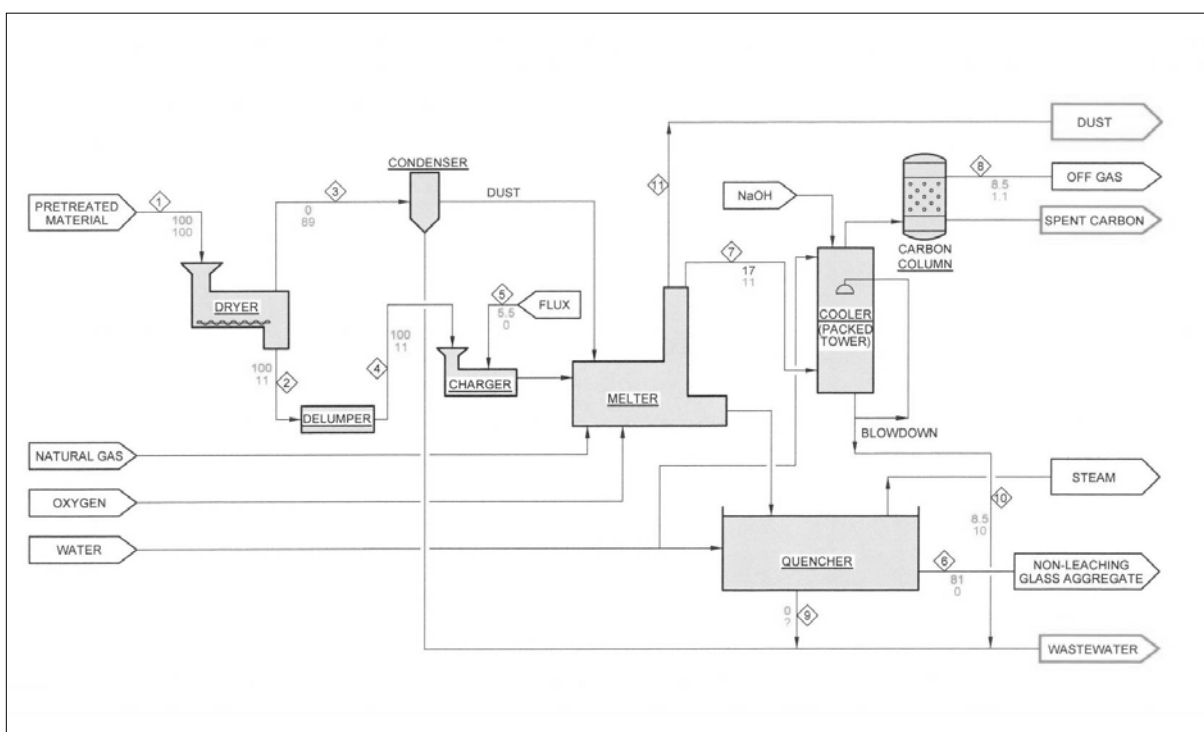 DUST
CONDENSER
8
1
3
DUST
11
8.5
1.1
OFF GAS
PRETREATED
MATERIAL
100
100
0
89
NaOH
SPENT CARBON
7
CARBON
COLUMN
17
11
5
FLUX
5.5
0
DRYER
COOLER
(PACKED
TOWER)
100
11
4
100
11
2
CHARGER
MELTER
DELUMPER
BLOWDOWN
NATURAL GAS
STEAM
OXYGEN
10
8.5
10
WATER
QUENCHER
6
81
0
NON-LEACHING
GLASS AGGREGATE
0
?
9
WASTEWATER